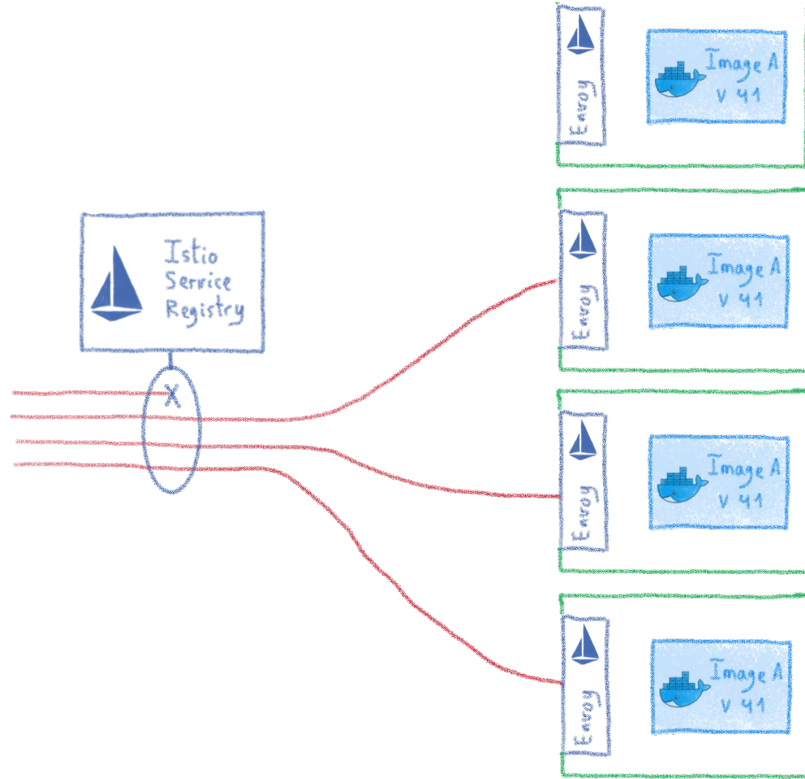 Envoy
Image A
v 41
Istio
Service
Registry
X
Envoy
Image A
v 41
Envoy
Image A
v 41
Envoy
Image A
v 41